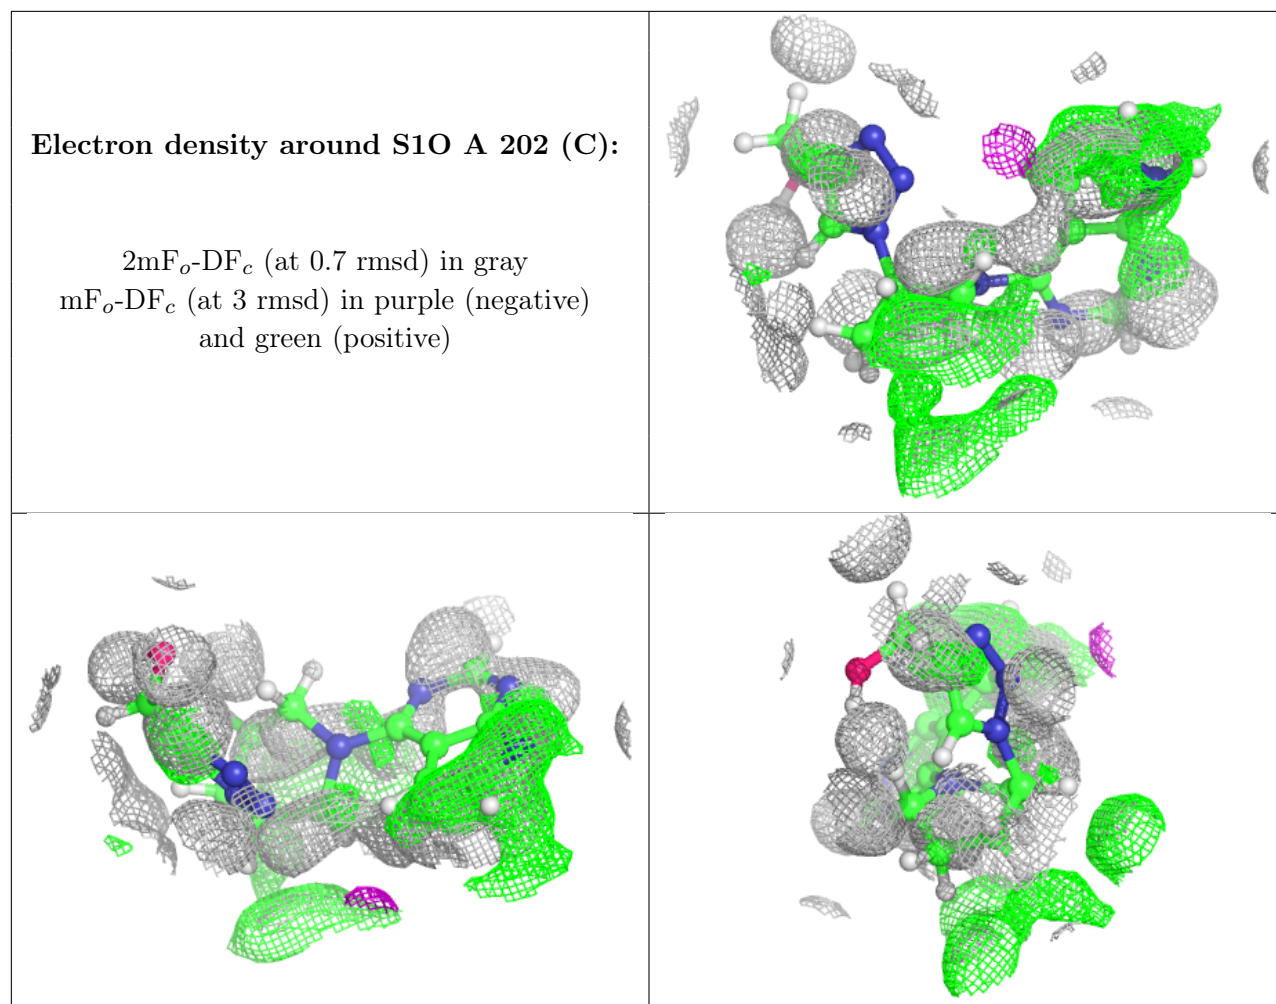 Electron density around S1O A 202 (C):
2mFo-DFc (at 0.7 rmsd) in gray
mFo-DFc (at 3 rmsd) in purple (negative)
and green (positive)